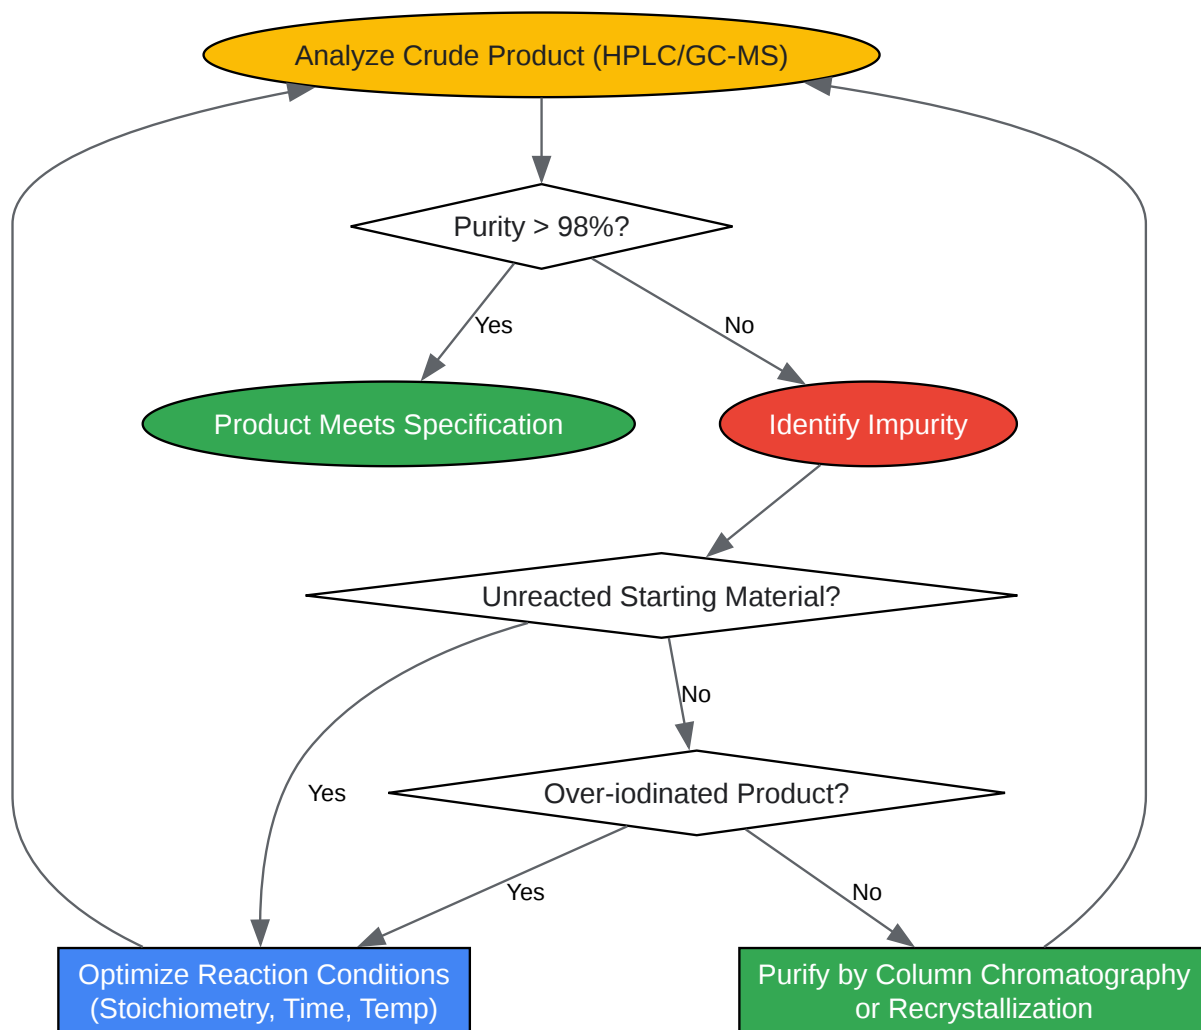 Analyze Crude Product (HPLC/GC-MS)
Purity > 98%?
Yes
No
Product Meets Specification
Identify Impurity
Unreacted Starting Material?
No
Yes
Over-iodinated Product?
Yes
No
Optimize Reaction Conditions
(Stoichiometry, Time, Temp)
Purify by Column Chromatography
or Recrystallization